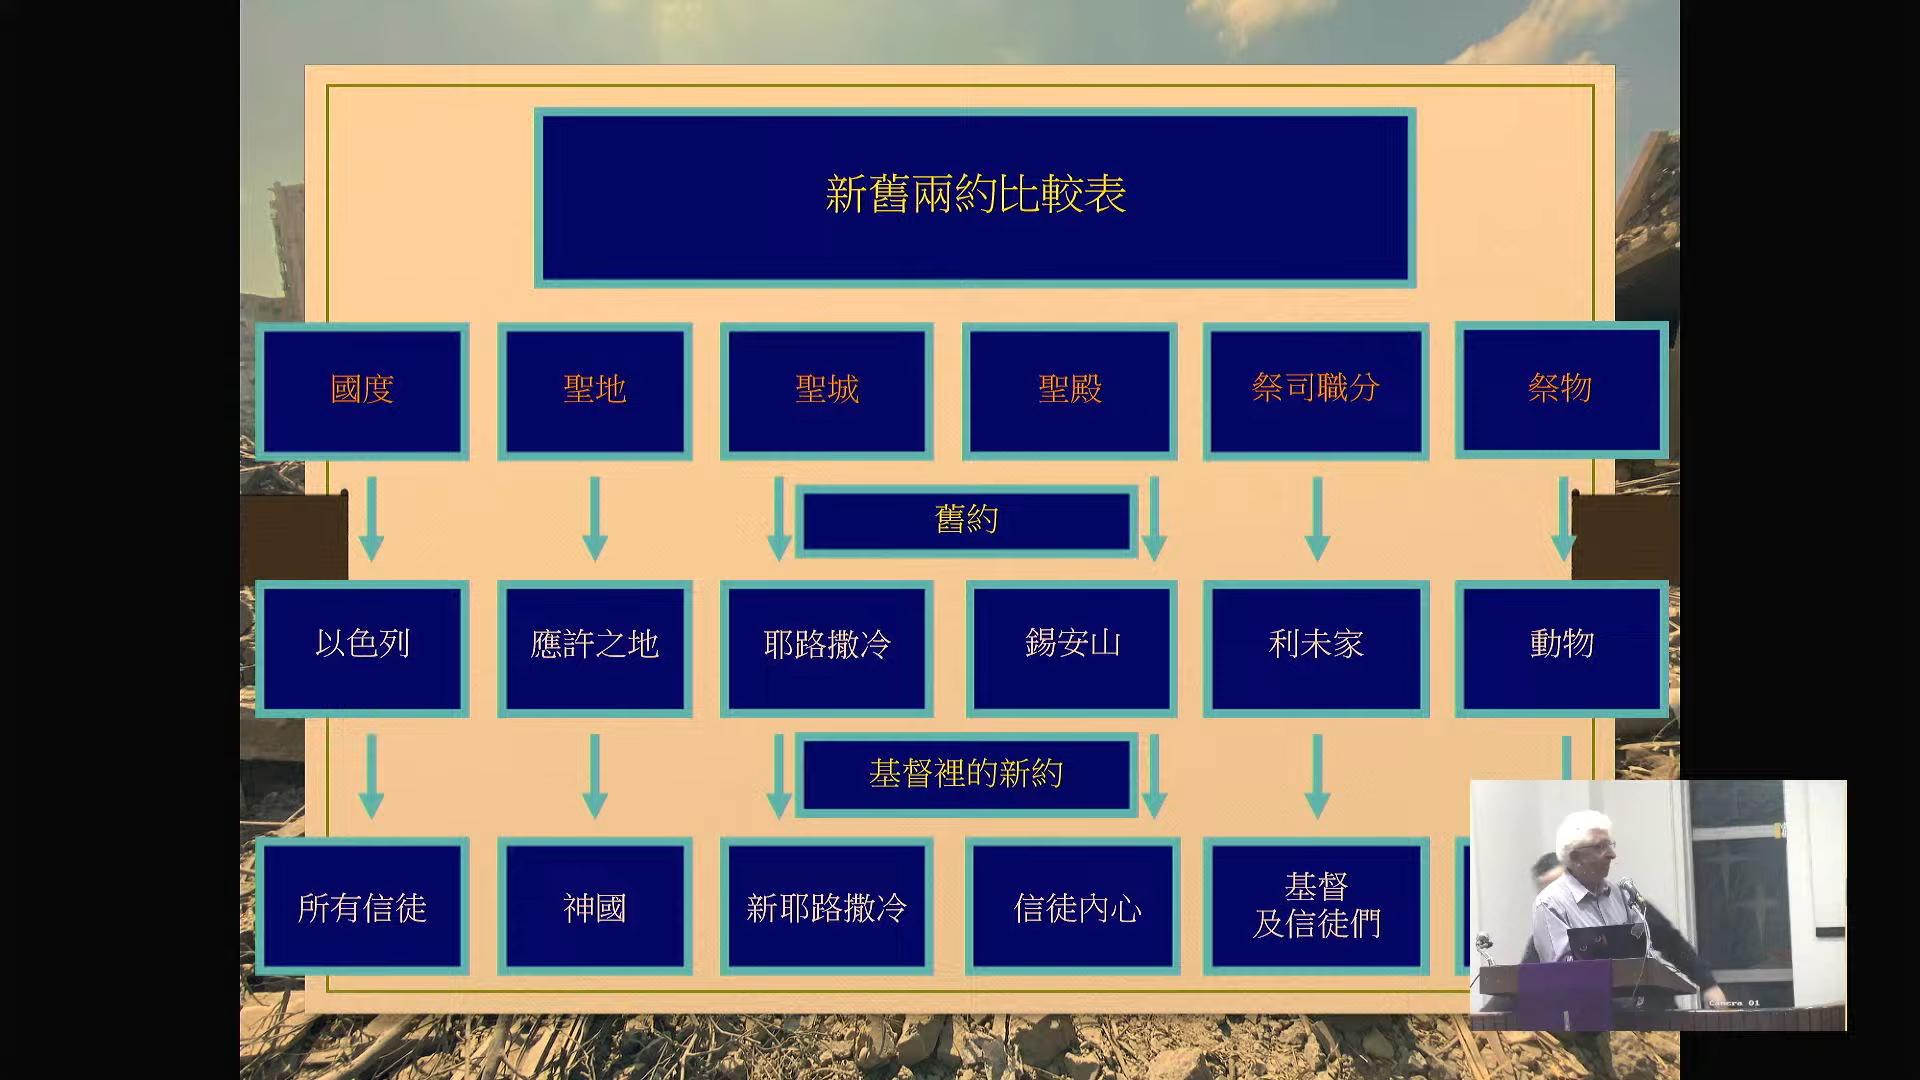 新舊兩約比較表
國度
聖地
聖城
聖殿
祭司職分
祭物
舊約
以色列
應許之地
耶路撒冷
錫安山
利未家
動物
基督裡的新約
所有信徒
神國
新耶路撒冷
信徒內心
基督
及信徒們
Camera 01